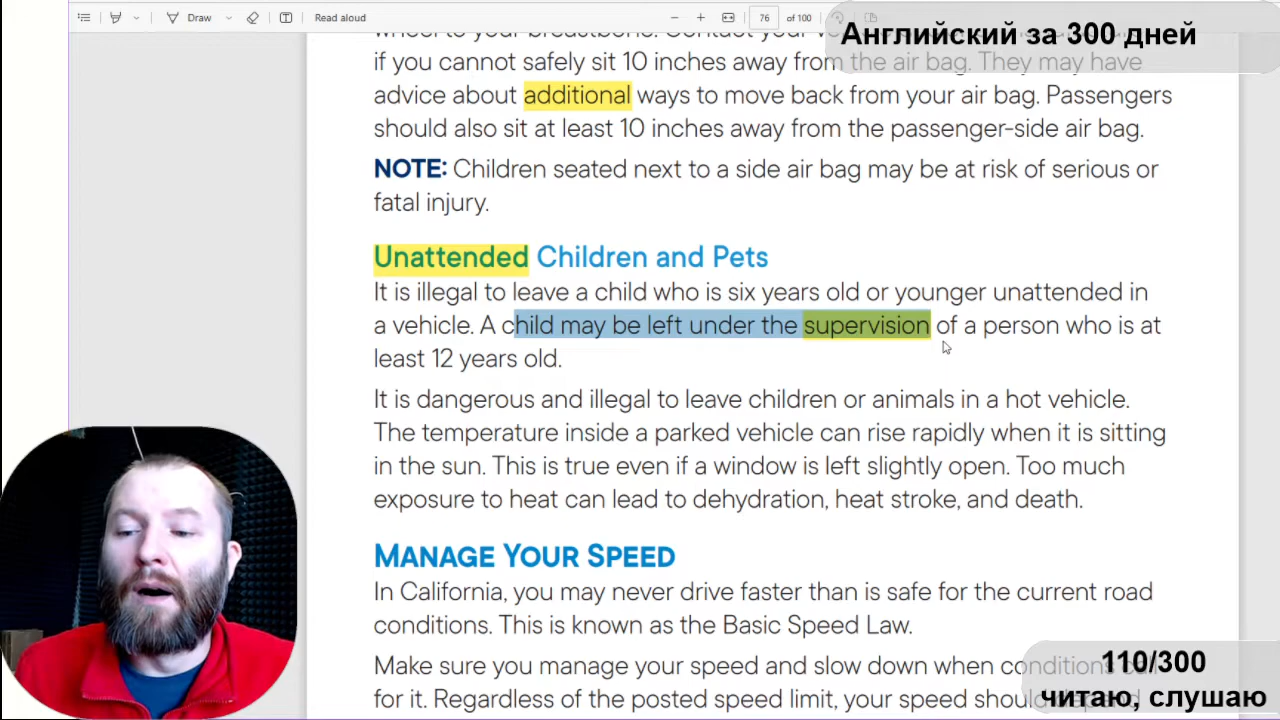 Draw
Read aloud
76
of 100
Английский за 300 дней
wheel to your breastbone. Contact your
if you cannot safely sit 10 inches away from the air bag. They may have
advice about additional ways to move back from your air bag. Passengers
should also sit at least 10 inches away from the passenger-side air bag.
NOTE: Children seated next to a side air bag may be at risk of serious or
fatal injury.
Unattended Children and Pets
It is illegal to leave a child who is six years old or younger unattended in
a vehicle. A child may be left under the supervision of a person who is at
least 12 years old.
It is dangerous and illegal to leave children or animals in a hot vehicle.
The temperature inside a parked vehicle can rise rapidly when it is sitting
in the sun. This is true even if a window is left slightly open. Too much
exposure to heat can lead to dehydration, heat stroke, and death.
MANAGE YOUR SPEED
In California, you may never drive faster than is safe for the current road
conditions. This is known as the Basic Speed Law.
Make sure you manage your speed and slow down when conditions
for it. Regardless of the posted speed limit, your speed should
110/300
читаю, слушаю